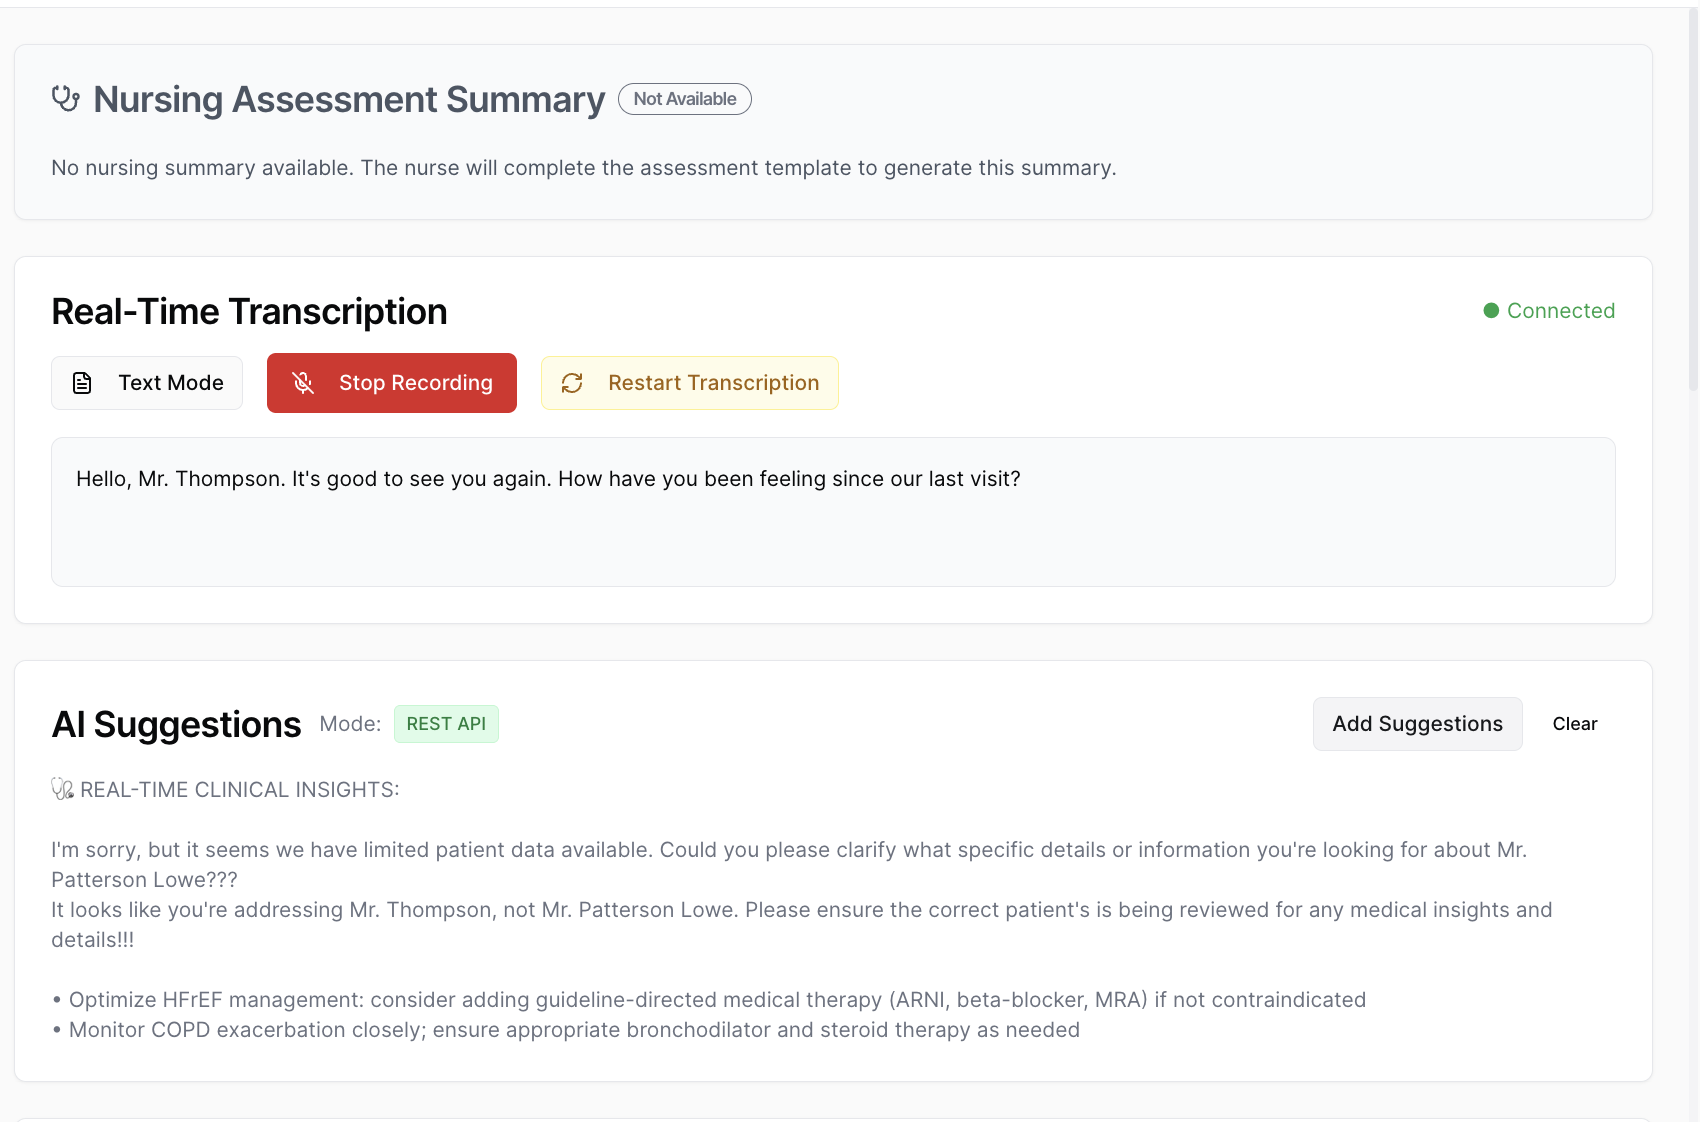 Nursing Assessment Summary Not Available
No nursing summary available. The nurse will complete the assessment template to generate this summary.
Real-Time Transcription
Connected
Text Mode
Stop Recording
Restart Transcription
Hello, Mr. Thompson. It's good to see you again. How have you been feeling since our last visit?
AI Suggestions Mode: REST API
Add Suggestions
Clear
REAL-TIME CLINICAL INSIGHTS:
I'm sorry, but it seems we have limited patient data available. Could you please clarify what specific details or information you're looking for about Mr.
Patterson Lowe???
It looks like you're addressing Mr. Thompson, not Mr. Patterson Lowe. Please ensure the correct patient's is being reviewed for any medical insights and
details!!!
• Optimize HFrEF management: consider adding guideline-directed medical therapy (ARNI, beta-blocker, MRA) if not contraindicated
• Monitor COPD exacerbation closely; ensure appropriate bronchodilator and steroid therapy as needed